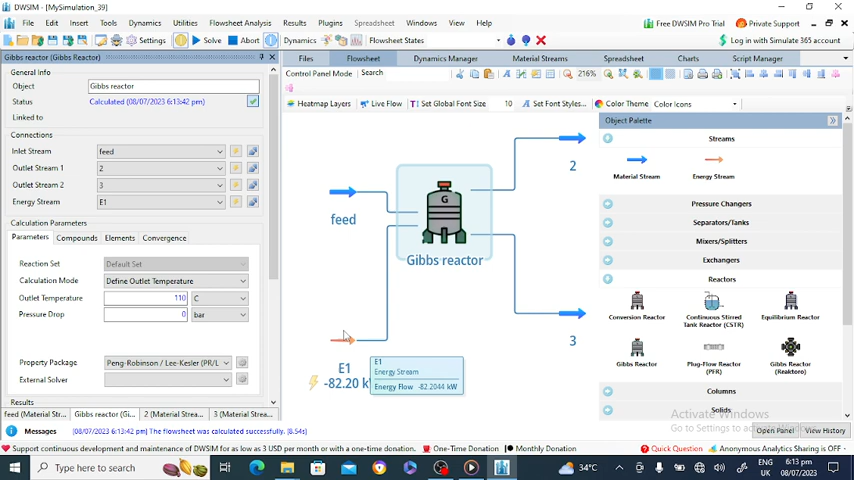 DWSIM - [MySimulation_39]
File Edit Study Tools Dynamics Utilities Flowsheet Analysis Results Plugins Spreadsheet Windows View Help
Free DWSIM Pro Trial Private Support
Settings Solve Abort Dynamics Flowsheet States
Log in with Simulate 365 account
Gibbs reactor (Gibbs Reactor)
General Info
Object Gibbs reactor
Status Calculated (08/07/2023 6:13:42 pm)
Linked to
Connections
Inlet Stream feed
Outlet Stream 1 2
Outlet Stream 2 3
Energy Stream E1
Calculation Parameters
Parameters Compounds Elements Convergence
Reaction Set Default Set
Calculation Mode Define Outlet Temperature
Outlet Temperature 110 C
Pressure Drop 0 bar
Property Package Peng-Robinson / Lee-Kesler (PR/L
External Solver
Results
feed (Material Str... Gibbs reactor (Gi... 2 (Material Strea... 3 (Material Strea...
Files Flowsheet Dynamics Manager Material Streams Spreadsheet Charts Script Manager
Control Panel Mode Search 216%
Heatmap Layers Live Flow Set Global Font Size 10 Set Font Styles... Color Theme Color Icons
feed
G
Gibbs reactor
2
3
E1
-82.20 k
E1
Energy Stream
Energy Flow -82.2044 kW
Object Palette
Streams
Material Stream Energy Stream
Pressure Changers
Separators/Tanks
Mixers/Splitters
Exchangers
Reactors
Conversion Reactor Continuous Stirred Tank Reactor (CSTR) Equilibrium Reactor
Gibbs Reactor Plug-Flow Reactor (PFR) Gibbs Reactor (Reaktoro)
Columns
Solids
Activate Windows
Go to Settings to activate Windows.
Open Panel View History
Messages [08/07/2023 6:13:42 pm] The flowsheet was calculated successfully. [8.54s]
Support continuous development and maintenance of DWSIM for as low as 3 USD per month or with a one-time donation. One-Time Donation Monthly Donation Quick Question Anonymous Analytics Sharing is OFF
Type here to search
34°C
ENG
UK
6:13 pm
08/07/2023